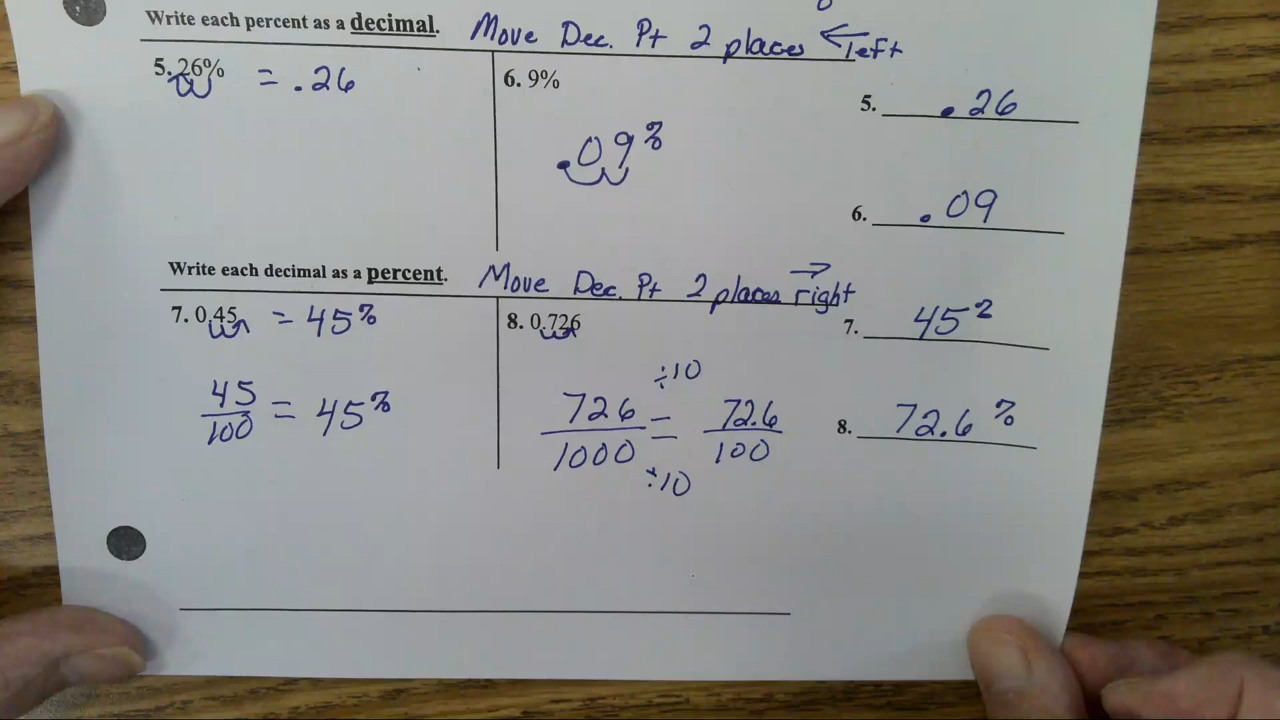 Write each percent as a decimal. Move Dec. Pt 2 places ← left
5. 26% = .26
6. 9%
.09%
5. .26
6. .09
Write each decimal as a percent. Move Dec. Pt 2 places right →
7. 0.45 = 45%
45/100 = 45%
8. 0.726
÷10
726/1000 = 72.6/100
÷10
7. 45%
8. 72.6%